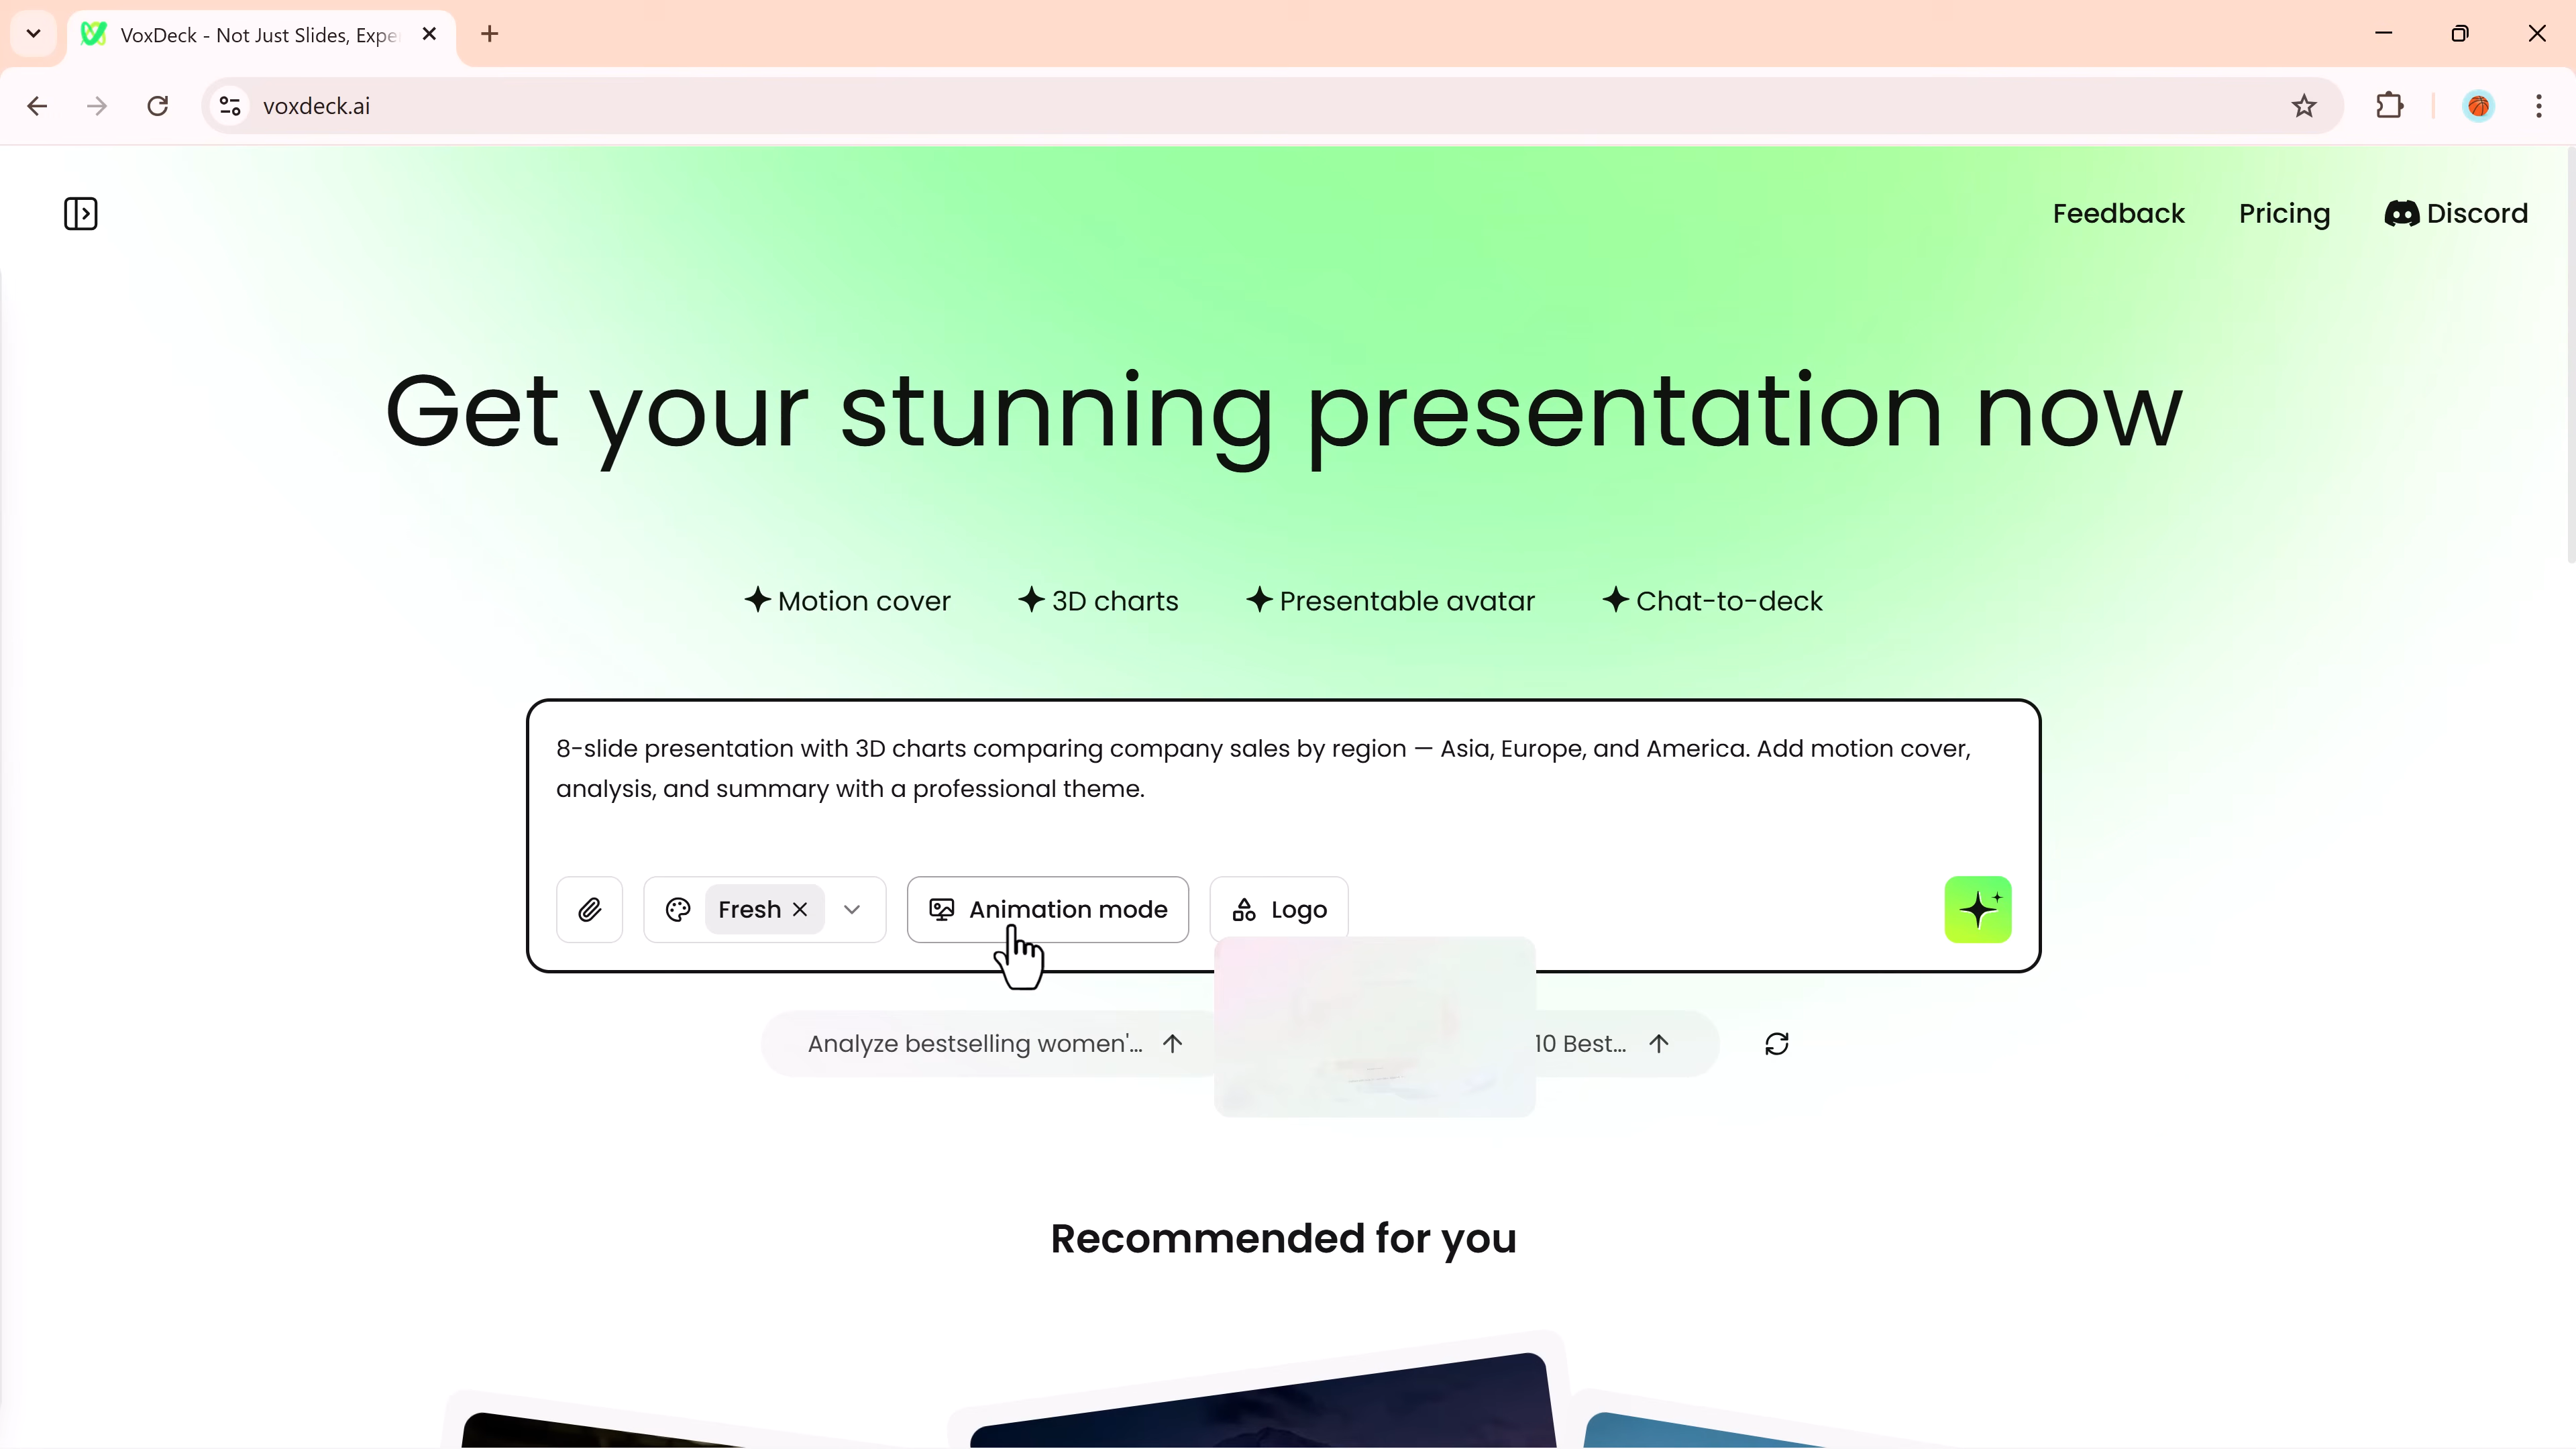 VoxDeck - Not Just Slides, Expe
voxdeck.ai
Feedback
Pricing
Discord
Get your stunning presentation now
Motion cover
3D charts
Presentable avatar
Chat-to-deck
8-slide presentation with 3D charts comparing company sales by region — Asia, Europe, and America. Add motion cover,
analysis, and summary with a professional theme.
Fresh
Animation mode
Logo
Analyze bestselling women'...
10 Best...
Recommended for you